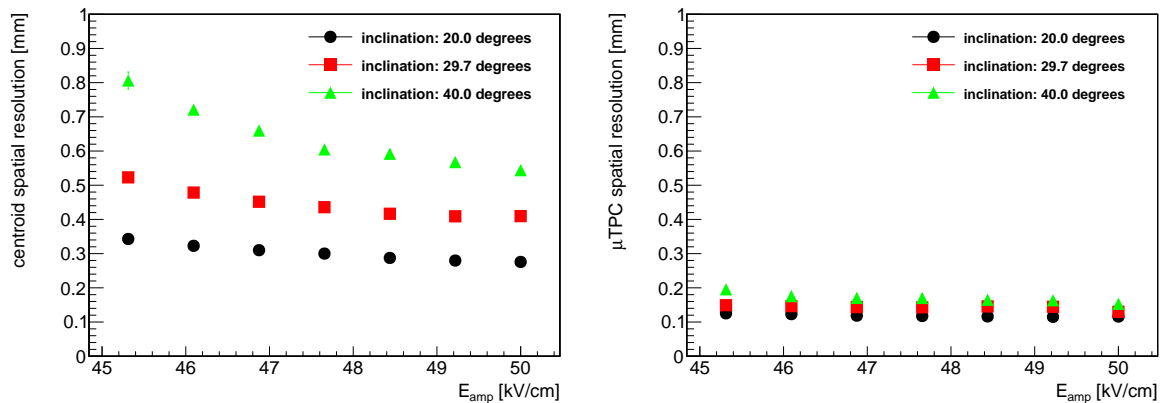 centroid spatial resolution [mm]
1
0.9
0.8
0.7
0.6
0.5
0.4
0.3
0.2
0.1
0
inclination: 20.0 degrees
inclination: 29.7 degrees
inclination: 40.0 degrees
45 46 47 48 49 50
E_amp [kV/cm]
μTPC spatial resolution [mm]
1
0.9
0.8
0.7
0.6
0.5
0.4
0.3
0.2
0.1
0
inclination: 20.0 degrees
inclination: 29.7 degrees
inclination: 40.0 degrees
45 46 47 48 49 50
E_amp [kV/cm]